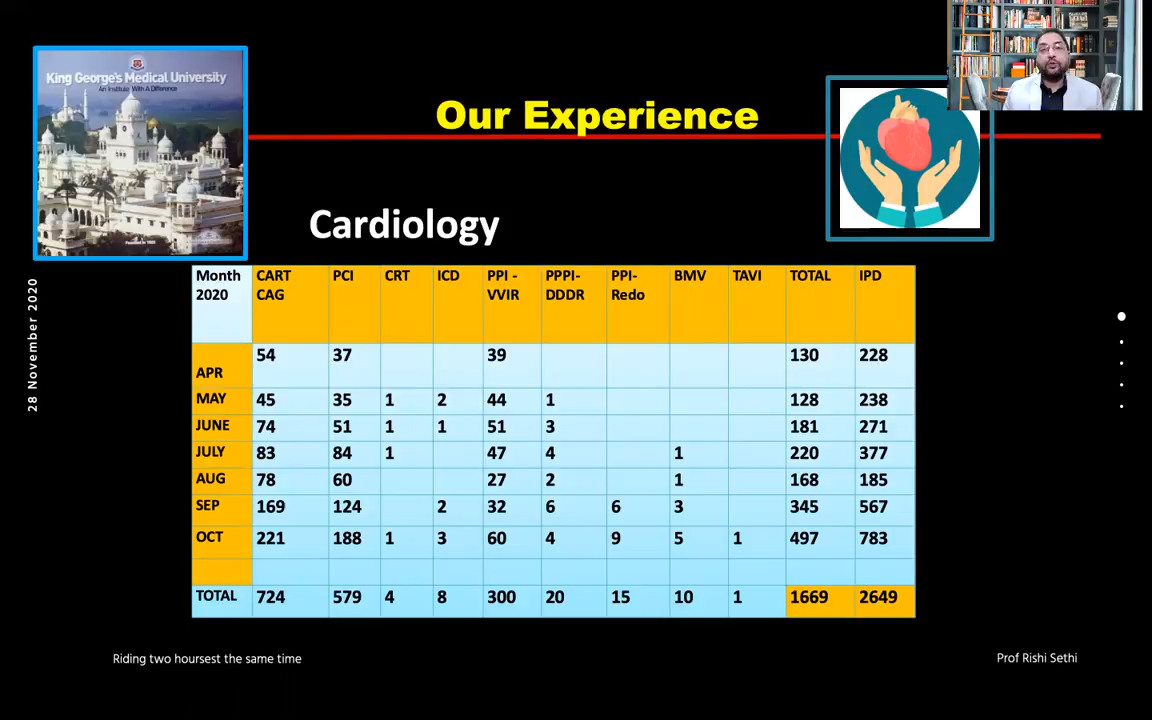 King George's Medical University
An Institute With A Difference
Our Experience
Cardiology
28 November 2020
Month 2020 CART CAG PCI CRT ICD PPI - VVIR PPPI- DDDR PPI- Redo BMV TAVI TOTAL IPD
APR 54 37 39 130 228
MAY 45 35 1 2 44 1 128 238
JUNE 74 51 1 1 51 3 181 271
JULY 83 84 1 47 4 1 220 377
AUG 78 60 27 2 1 168 185
SEP 169 124 2 32 6 6 3 345 567
OCT 221 188 1 3 60 4 9 5 1 497 783
TOTAL 724 579 4 8 300 20 15 10 1 1669 2649
Riding two hoursest the same time
Prof Rishi Sethi